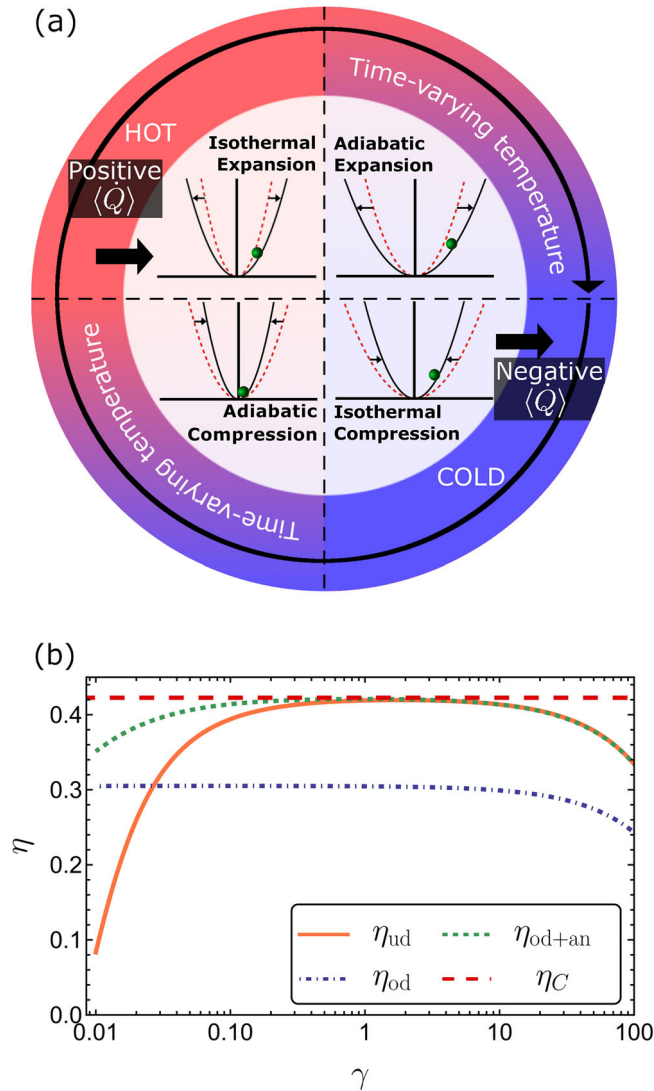 (a)
HOT
Time-varying temperature
Positive
⟨Q̇⟩
Isothermal
Expansion
Adiabatic
Expansion
Adiabatic
Compression
Isothermal
Compression
Negative
⟨Q̇⟩
Time-varying temperature
COLD
(b)
η
0.4
0.3
0.2
0.1
0.0
η_ud
η_od+an
η_od
η_C
0.01
0.10
1
10
100
γ